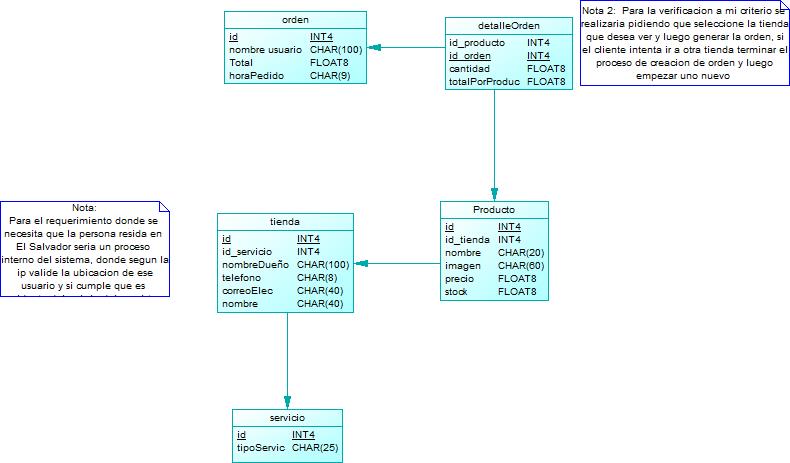 orden
id INT4
nombre usuario CHAR(100)
Total FLOAT8
horaPedido CHAR(9)
detalleOrden
id_producto INT4
id_orden INT4
cantidad FLOAT8
totalPorProduc FLOAT8
Nota 2: Para la verificacion a mi criterio se
realizaria pidiendo que seleccione la tienda
que desea ver y luego generar la orden, si
el cliente intenta ir a otra tienda terminar el
proceso de creacion de orden y luego
empezar uno nuevo
Nota:
Para el requerimiento donde se
necesita que la persona resida en
El Salvador seria un proceso
interno del sistema, donde segun la
ip valide la ubicacion de ese
usuario y si cumple que es
tienda
id INT4
id_servicio INT4
nombreDueño CHAR(100)
telefono CHAR(8)
correoElec CHAR(40)
nombre CHAR(40)
Producto
id INT4
id_tienda INT4
nombre CHAR(20)
imagen CHAR(60)
precio FLOAT8
stock FLOAT8
servicio
id INT4
tipoServic CHAR(25)